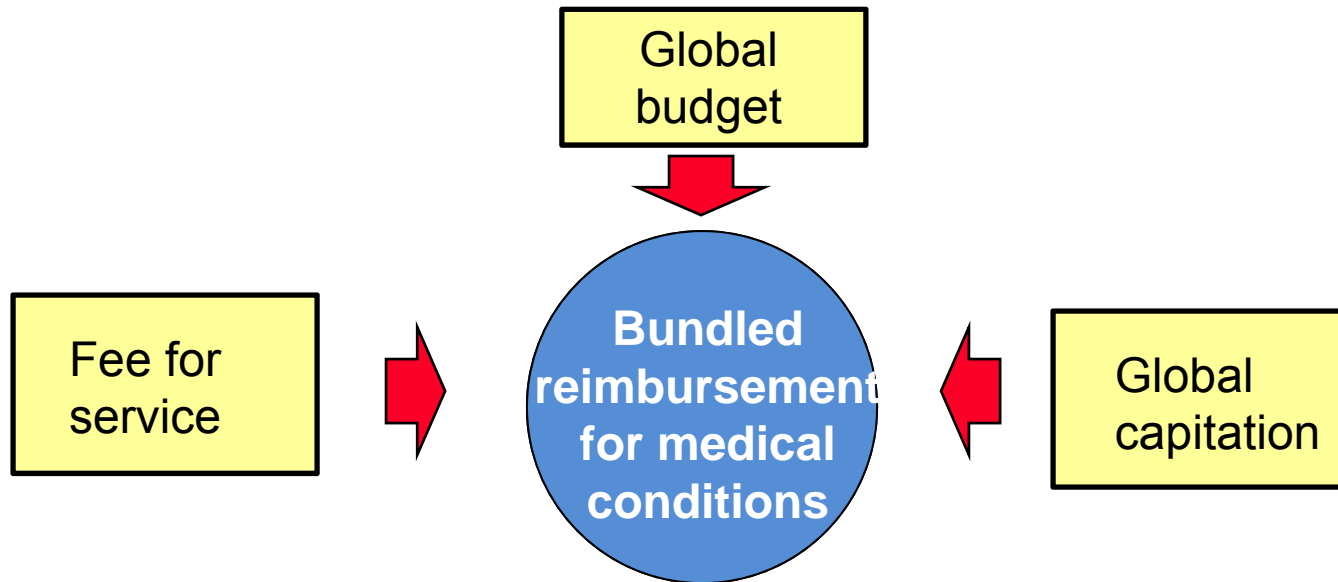 Global
budget
Fee for
service
Bundled
reimbursement
for medical
conditions
Global
capitation